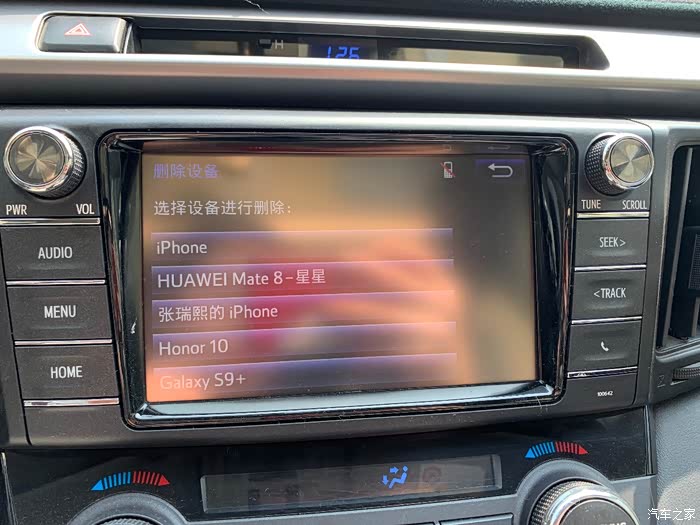 H
1:26
删除设备
选择设备进行删除:
iPhone
HUAWEI Mate 8-星星
张瑞熙的 iPhone
Honor 10
Galaxy S9+
PWR VOL
AUDIO
MENU
HOME
TUNE SCROLL
SEEK>
<TRACK
100642
汽车之家